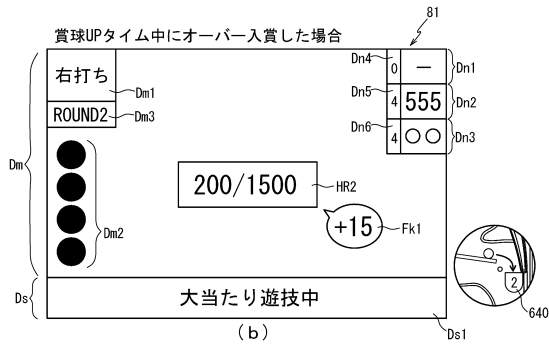 賞球UPタイム中にオーバー入賞した場合
81
右打ち
Dm1
ROUND2
Dm3
Dm
Dm2
Dn4
0
―
Dn1
Dn5
4
555
Dn2
Dn6
4
○○
Dn3
200/1500
HR2
+15
Fk1
2
640
Ds
大当たり遊技中
Ds1
(b)